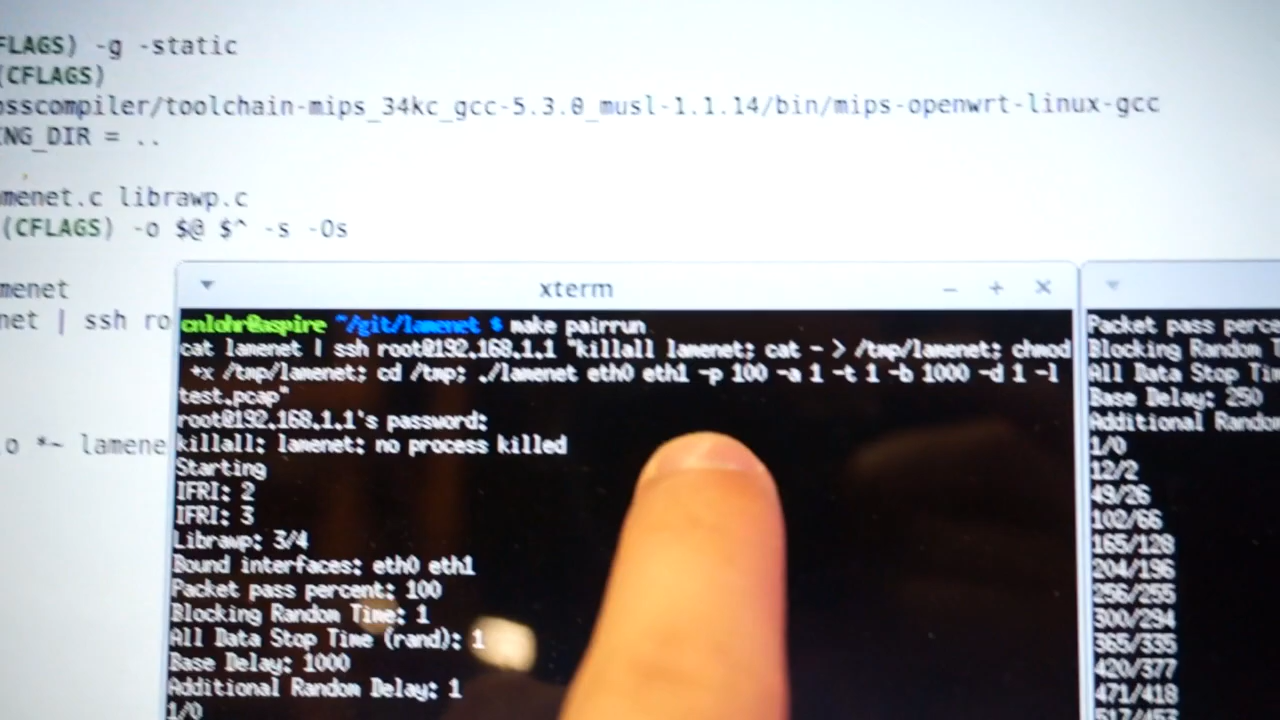 FLAGS) -g -static
(CFLAGS)
osscompiler/toolchain-mips_34kc_gcc-5.3.0_musl-1.1.14/bin/mips-openwrt-linux-gcc
NG_DIR = ..
menet.c librawp.c
(CFLAGS) -o $@ $^ -s -Os
menet
net | ssh ro
.o *~ lamene
xterm
cnlohr@aspire ~/git/lamenet $ make pairrun
cat lamenet | ssh root@192.168.1.1 "killall lamenet; cat - > /tmp/lamenet; chmod
+x /tmp/lamenet; cd /tmp; ./lamenet eth0 eth1 -p 100 -a 1 -t 1 -b 1000 -d 1 -l
test.pcap"
root@192.168.1.1's password:
killall: lamenet: no process killed
Starting
IFRI: 2
IFRI: 3
Librawp: 3/4
Bound interfaces: eth0 eth1
Packet pass percent: 100
Blocking Random Time: 1
All Data Stop Time (rand): 1
Base Delay: 1000
Additional Random Delay: 1
1/0
Packet pass perce
Blocking Random T
All Data Stop Tim
Base Delay: 250
Additional Random
1/0
12/2
49/26
102/66
165/128
204/196
256/255
300/294
365/335
420/377
471/418
517/453